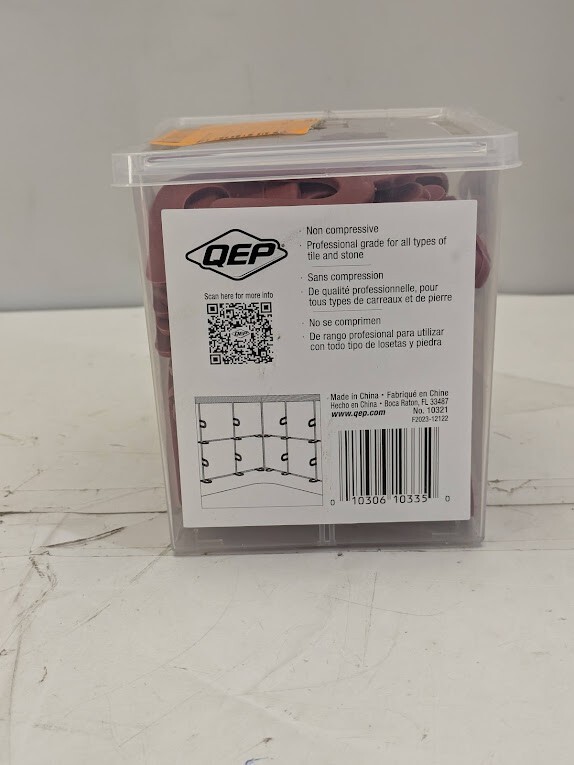 QEP
Scan here for more info
QEP
· Non compressive
· Professional grade for all types of
tile and stone
· Sans compression
· De qualité professionnelle, pour
tous types de carreaux et de pierre
· No se comprimen
· De rango profesional para utilizar
con todo tipo de losetas y piedra
Made in China • Fabriqué en Chine
Hecho en China • Boca Raton, FL 33487
www.qep.com No. 10321
F2023-12122
0 10306 10335 0